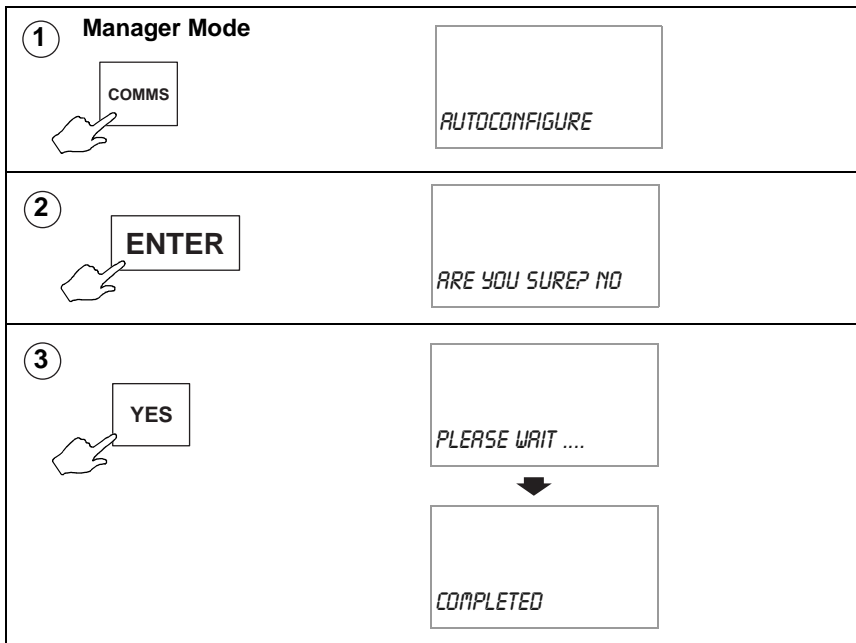 1 Manager Mode
COMMS
AUTOCONFIGURE
2
ENTER
ARE YOU SURE? NO
3
YES
PLEASE WAIT ....
COMPLETED